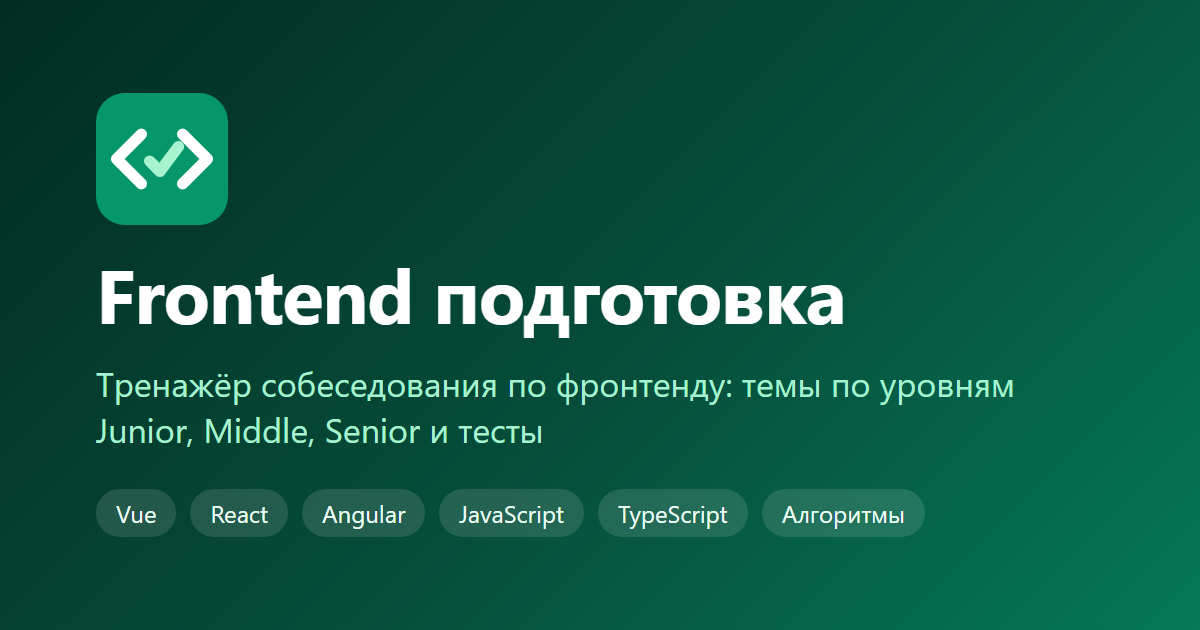 Frontend подготовка
Тренажёр собеседования по фронтенду: темы по уровням
Junior, Middle, Senior и тесты
Vue
React
Angular
JavaScript
TypeScript
Алгоритмы